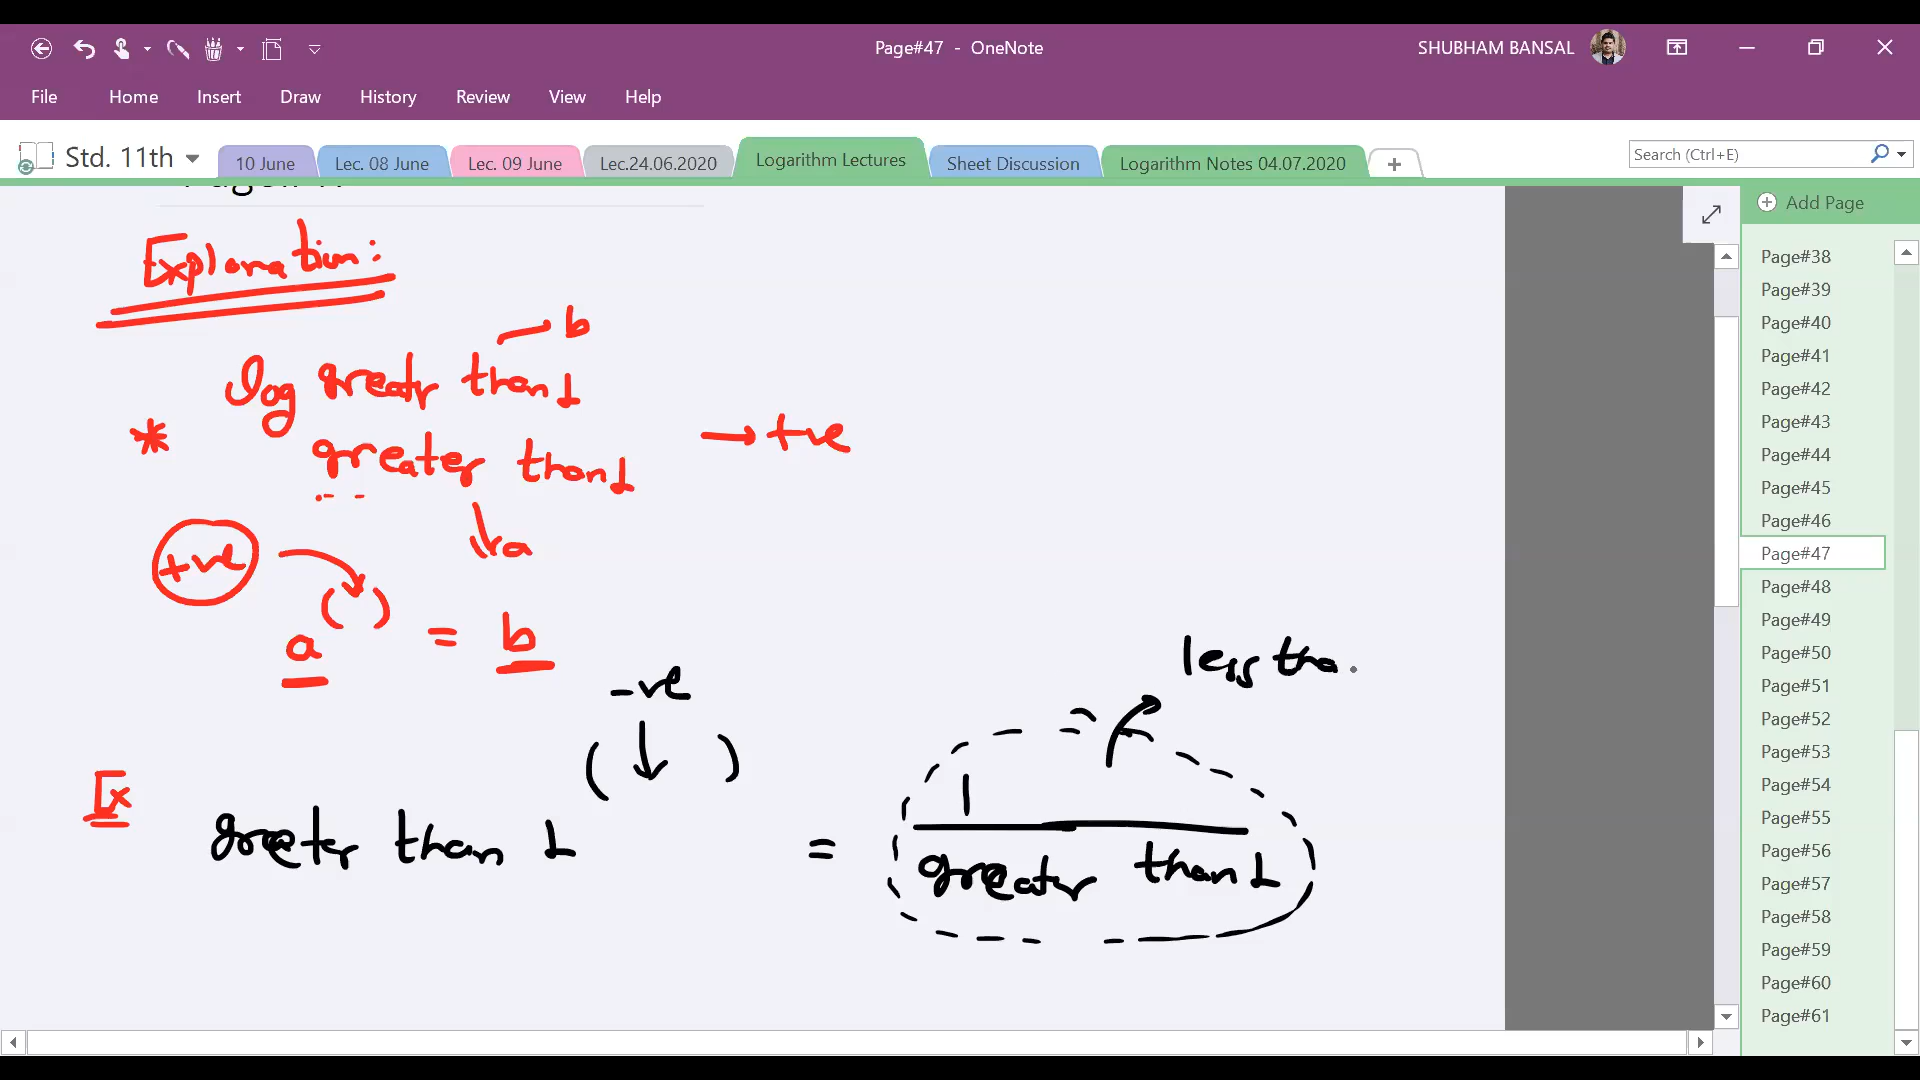 Page#47 - OneNote
SHUBHAM BANSAL
File Home Insert Draw History Review View Help
Std. 11th
10 June
Lec. 08 June
Lec. 09 June
Lec.24.06.2020
Logarithm Lectures
Sheet Discussion
Logarithm Notes 04.07.2020
Search (Ctrl+E)
Add Page
Page#38
Page#39
Page#40
Page#41
Page#42
Page#43
Page#44
Page#45
Page#46
Page#47
Page#48
Page#49
Page#50
Page#51
Page#52
Page#53
Page#54
Page#55
Page#56
Page#57
Page#58
Page#59
Page#60
Page#61
Explanation:
→ b
log greatr than 1
* greater than 1 → +ve
↓ a
+ve
a ( ) = b
-ve
less tha
Ex greater than 1 ( ↓ ) = 1
greater than 1